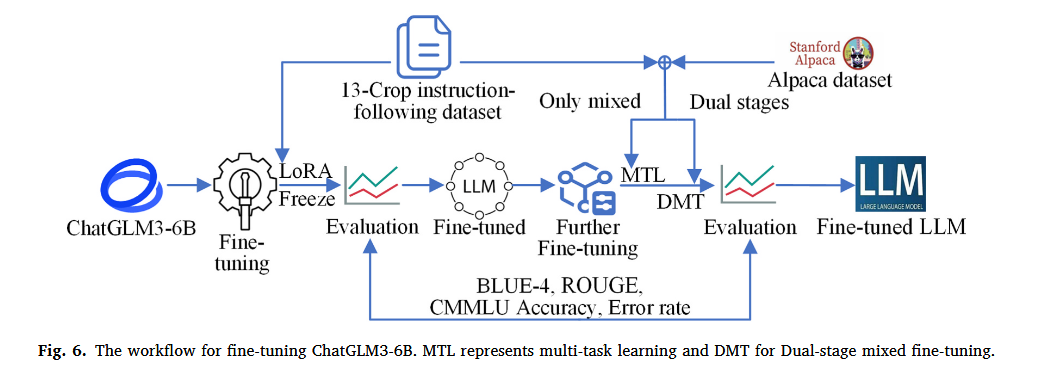 Stanford
Alpaca
Alpaca dataset
13-Crop instruction-
following dataset
Only mixed
Dual stages
ChatGLM3-6B
Fine-
tuning
LoRA
Freeze
Evaluation
LLM
Fine-tuned
Further
Fine-tuning
MTL
DMT
Evaluation
LLM
LARGE LANGUAGE MODEL
Fine-tuned LLM
BLUE-4, ROUGE,
CMMLU Accuracy, Error rate
Fig. 6. The workflow for fine-tuning ChatGLM3-6B. MTL represents multi-task learning and DMT for Dual-stage mixed fine-tuning.